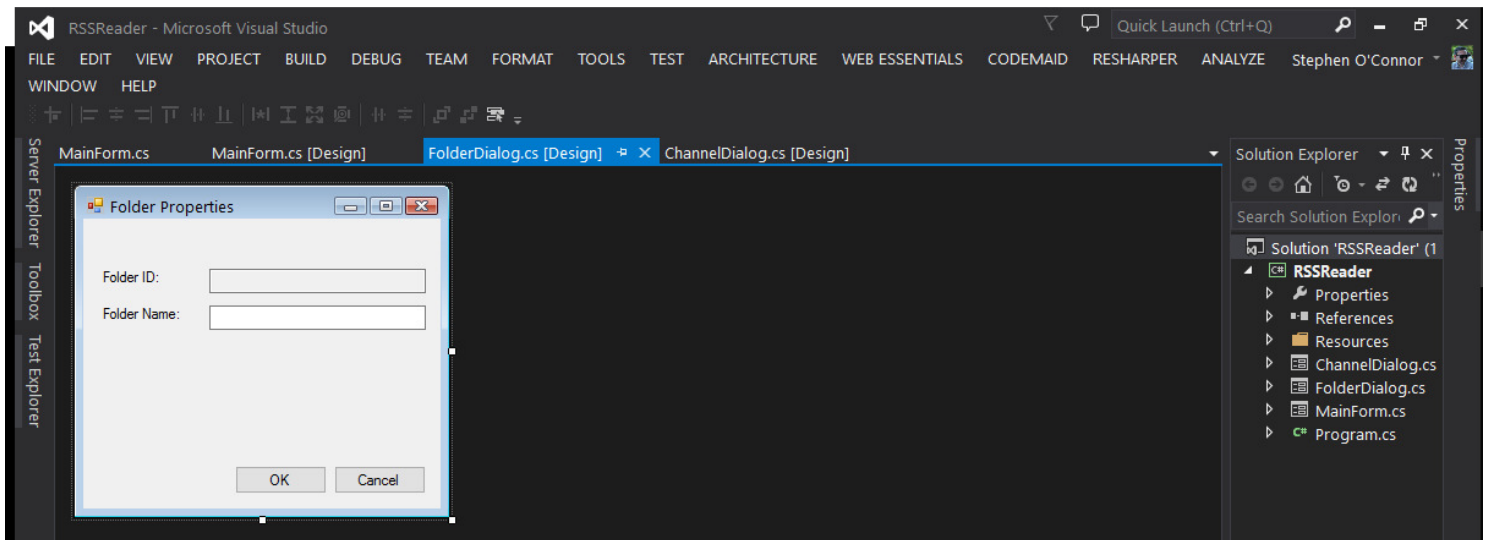 RSSReader - Microsoft Visual Studio
Quick Launch (Ctrl+Q)
FILE EDIT VIEW PROJECT BUILD DEBUG TEAM FORMAT TOOLS TEST ARCHITECTURE WEB ESSENTIALS CODEMAID RESHARPER ANALYZE Stephen O'Connor
WINDOW HELP
Server Explorer
Toolbox
Test Explorer
MainForm.cs MainForm.cs [Design] FolderDialog.cs [Design] ChannelDialog.cs [Design]
Folder Properties
Folder ID:
Folder Name:
OK Cancel
Solution Explorer
Search Solution Explor
Solution 'RSSReader' (1
C# RSSReader
Properties
References
Resources
ChannelDialog.cs
FolderDialog.cs
MainForm.cs
C# Program.cs
Properties